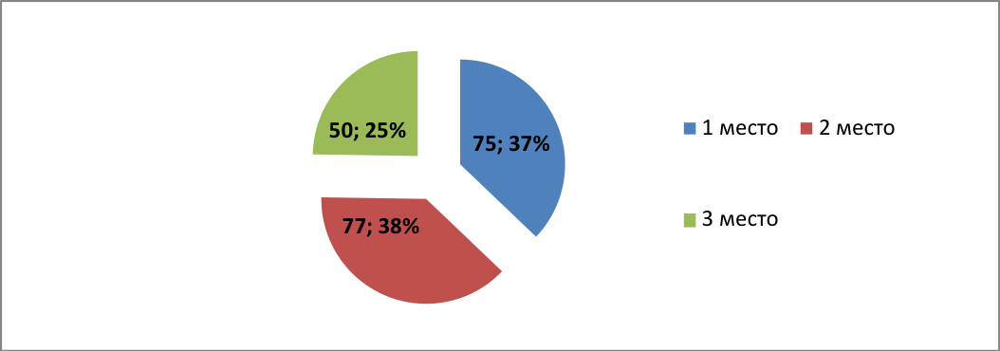 50; 25%
75; 37%
77; 38%
1 место
2 место
3 место